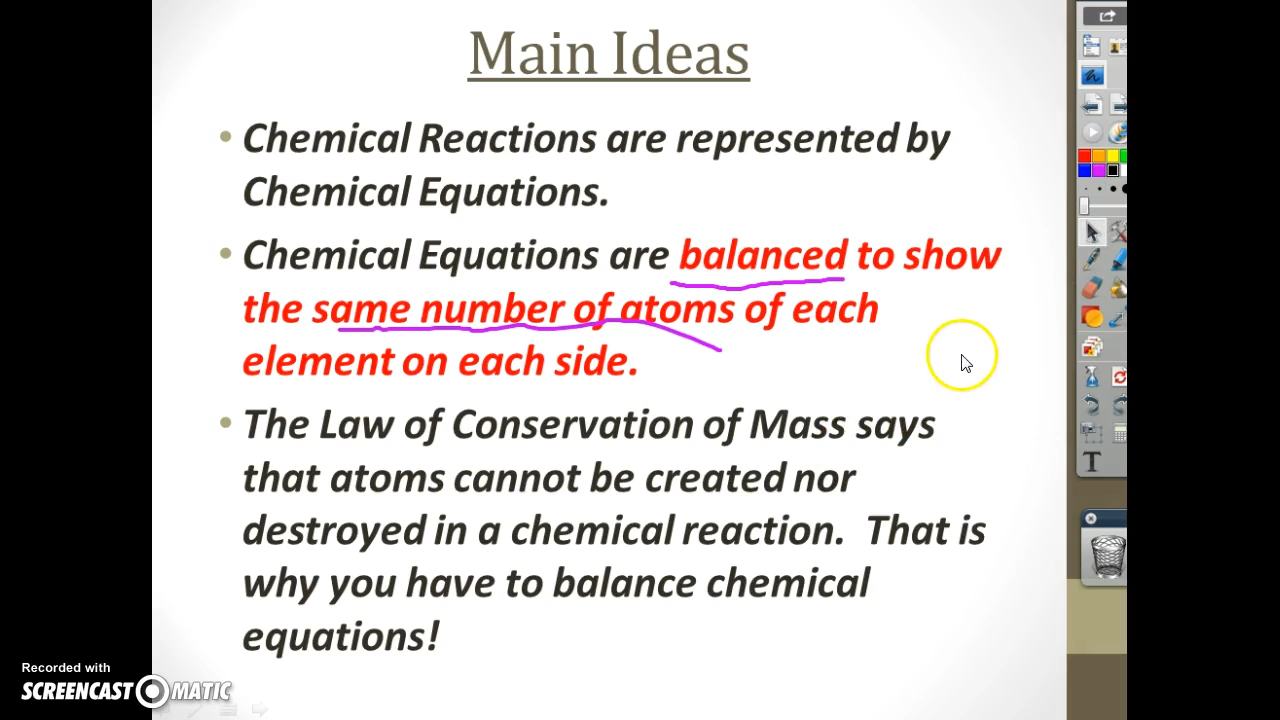 Main Ideas
• Chemical Reactions are represented by
Chemical Equations.
• Chemical Equations are balanced to show
the same number of atoms of each
element on each side.
• The Law of Conservation of Mass says
that atoms cannot be created nor
destroyed in a chemical reaction.  That is
why you have to balance chemical
equations!
T
Recorded with
SCREENCAST MATIC